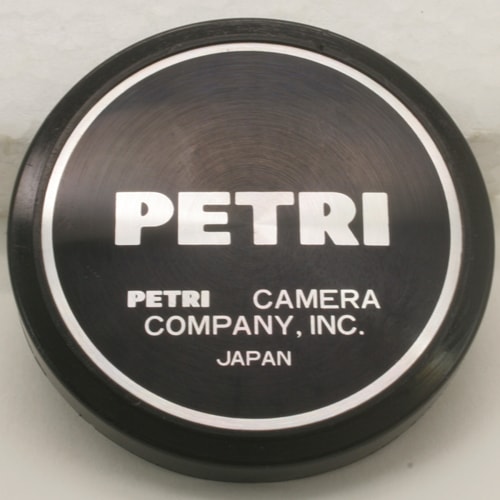 PETRI
PETRI CAMERA
COMPANY, INC.
JAPAN